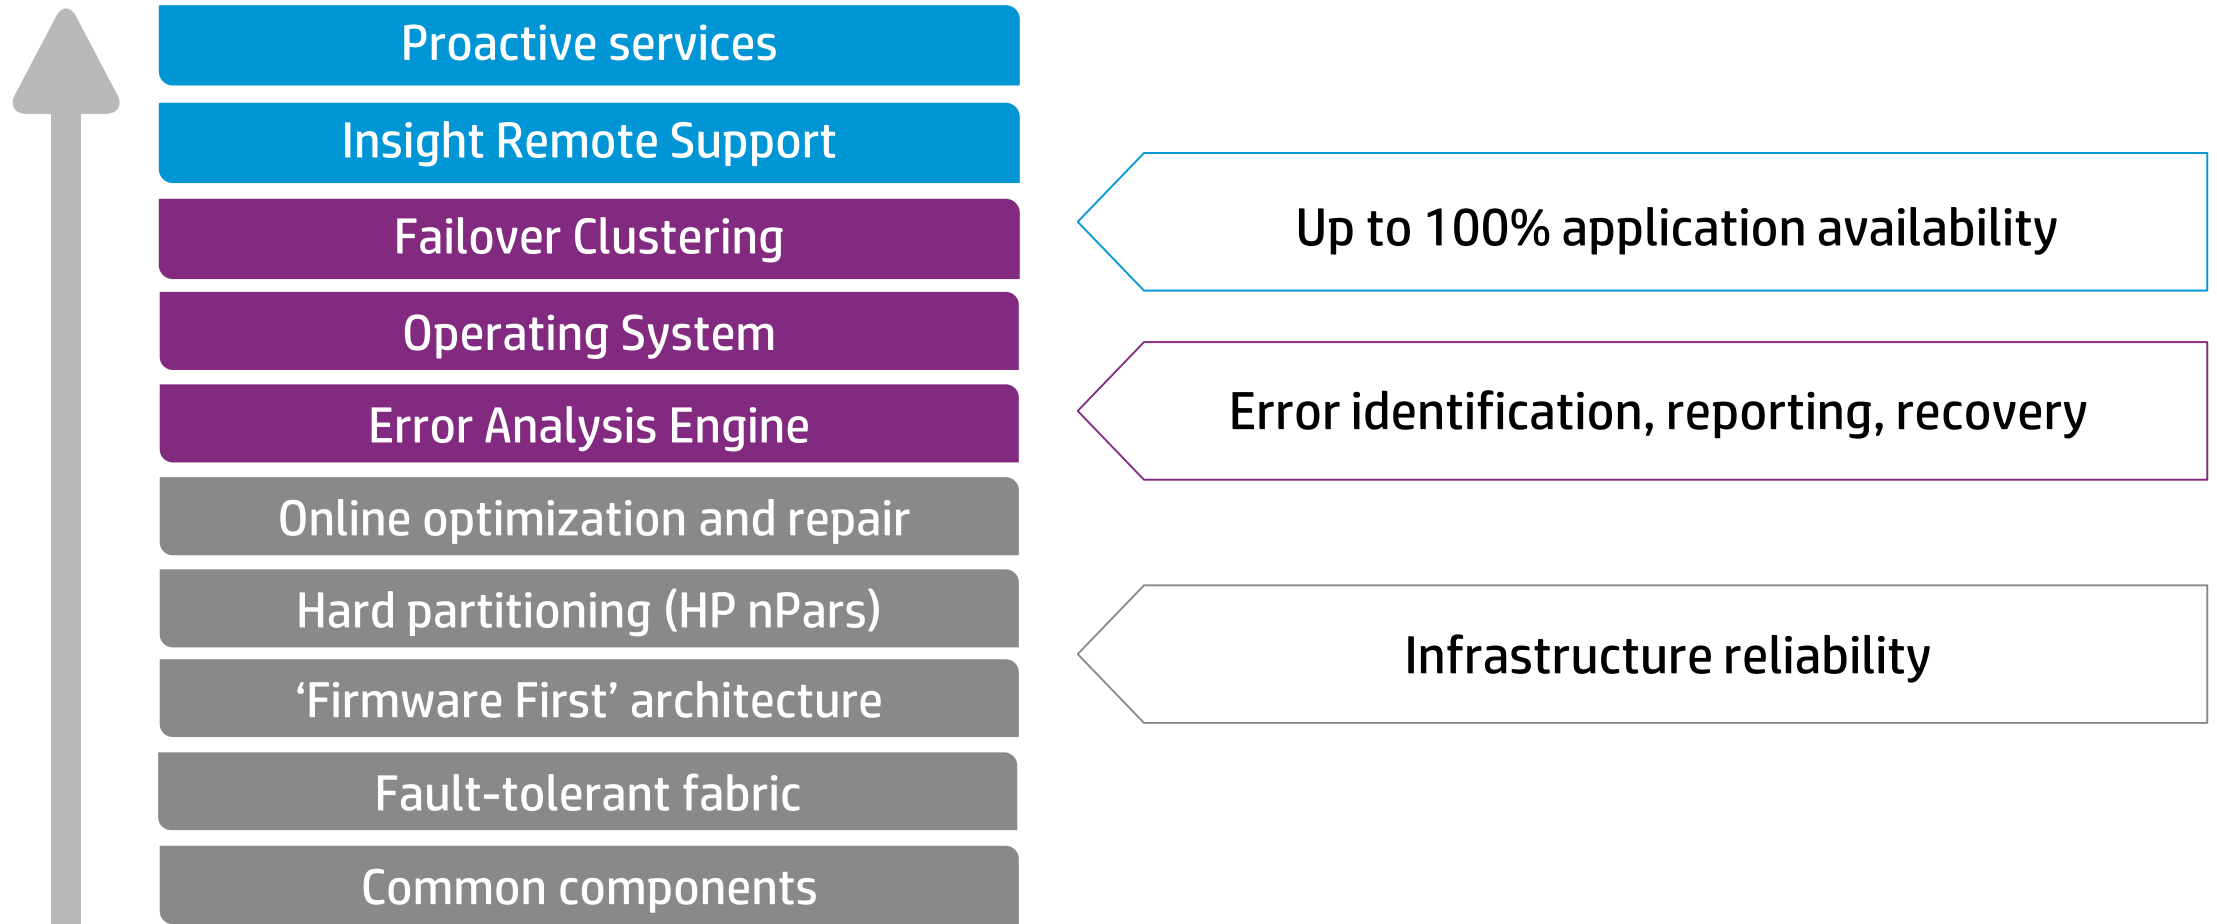 Proactive services
Insight Remote Support
Failover Clustering
Operating System
Error Analysis Engine
Online optimization and repair
Hard partitioning (HP nPars)
‘Firmware First’ architecture
Fault-tolerant fabric
Common components
Up to 100% application availability
Error identification, reporting, recovery
Infrastructure reliability